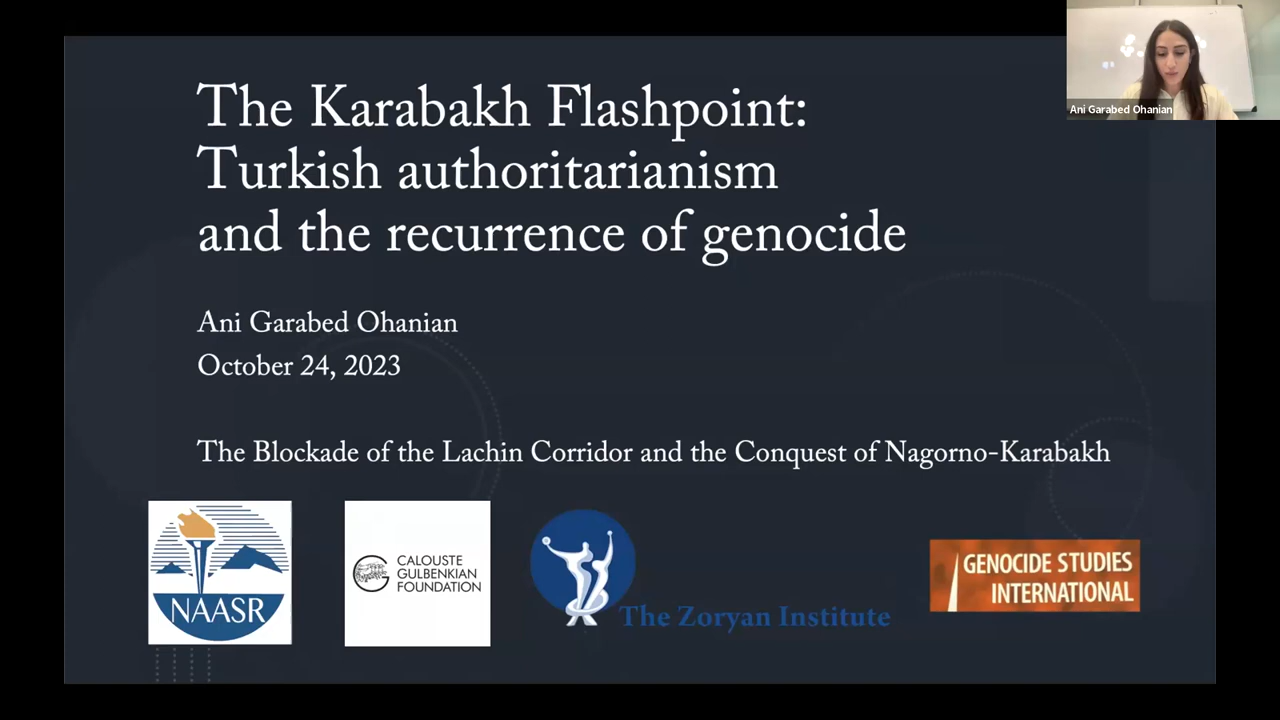 The Karabakh Flashpoint:
Turkish authoritarianism
and the recurrence of genocide
Ani Garabed Ohanian
October 24, 2023
The Blockade of the Lachin Corridor and the Conquest of Nagorno-Karabakh
NAASR
CALOUSTE
GULBENKIAN
FOUNDATION
The Zoryan Institute
GENOCIDE STUDIES
INTERNATIONAL
Ani Garabed Ohanian